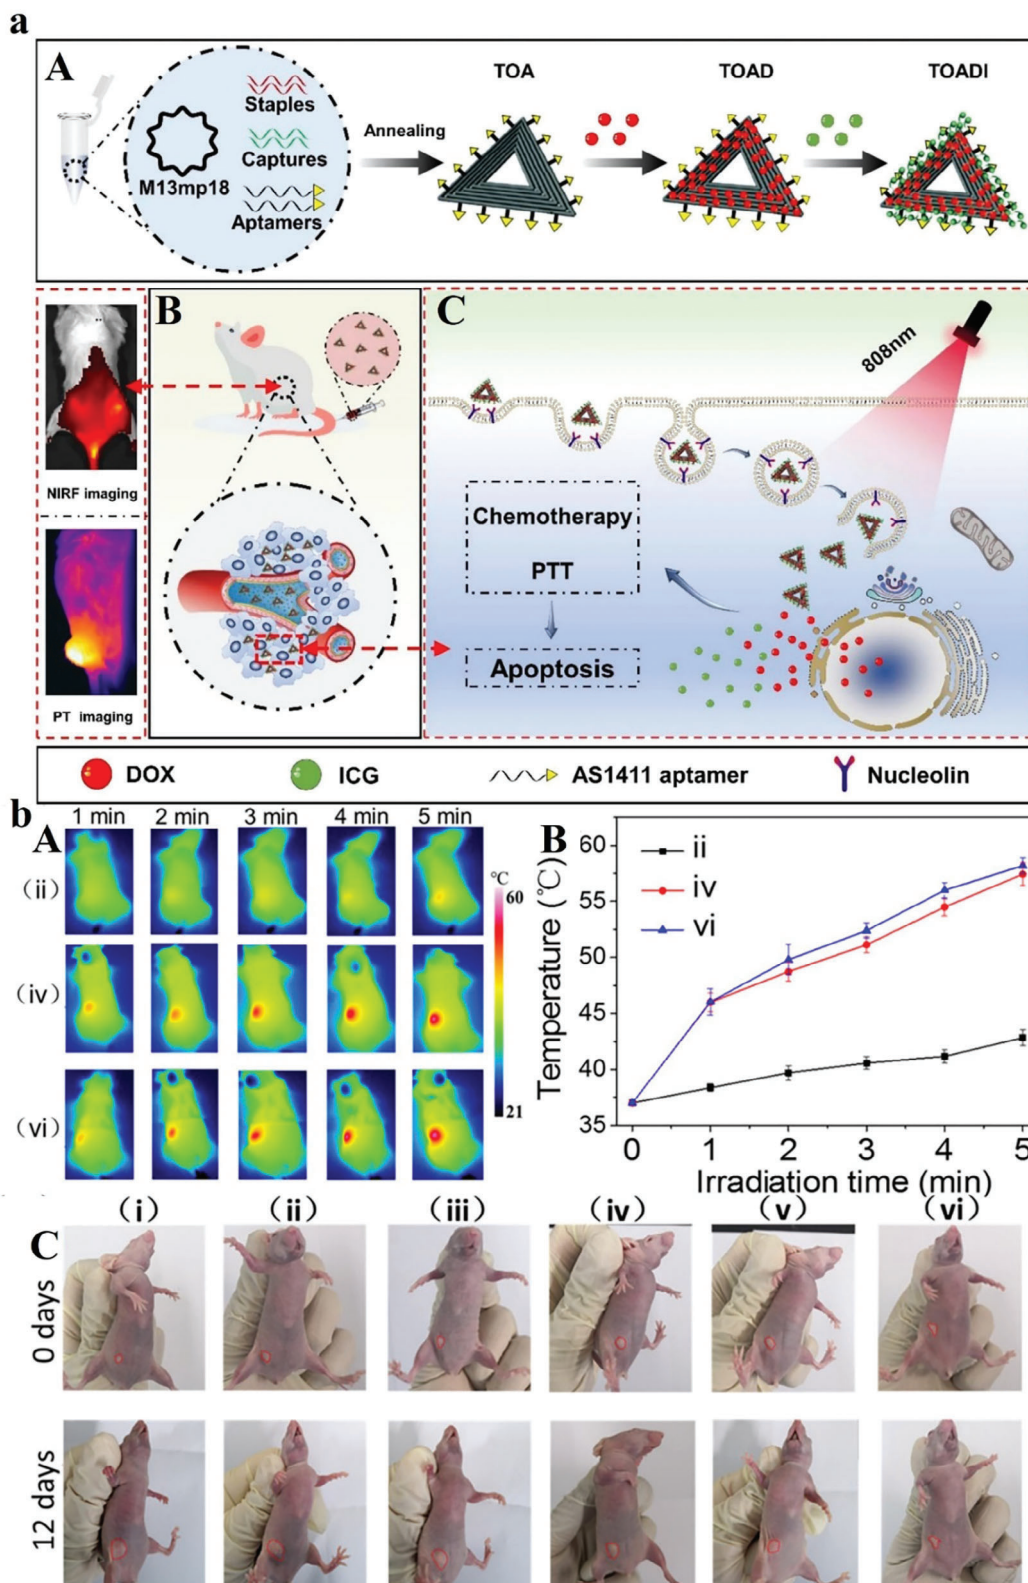 a
A
Staples
Captures
M13mp18
Aptamers
Annealing
TOA
TOAD
TOADI
NIRF imaging
PT imaging
B
C
808nm
Chemotherapy
PTT
Apoptosis
DOX
ICG
AS1411 aptamer
Nucleolin
b
A
1 min 2 min 3 min 4 min 5 min
(ii)
(iv)
(vi)
°C
60
21
B
Temperature (°C)
60
55
50
45
40
35
ii
iv
vi
0 1 2 3 4 5
Irradiation time (min)
C
(i) (ii) (iii) (iv) (v) (vi)
0 days
12 days